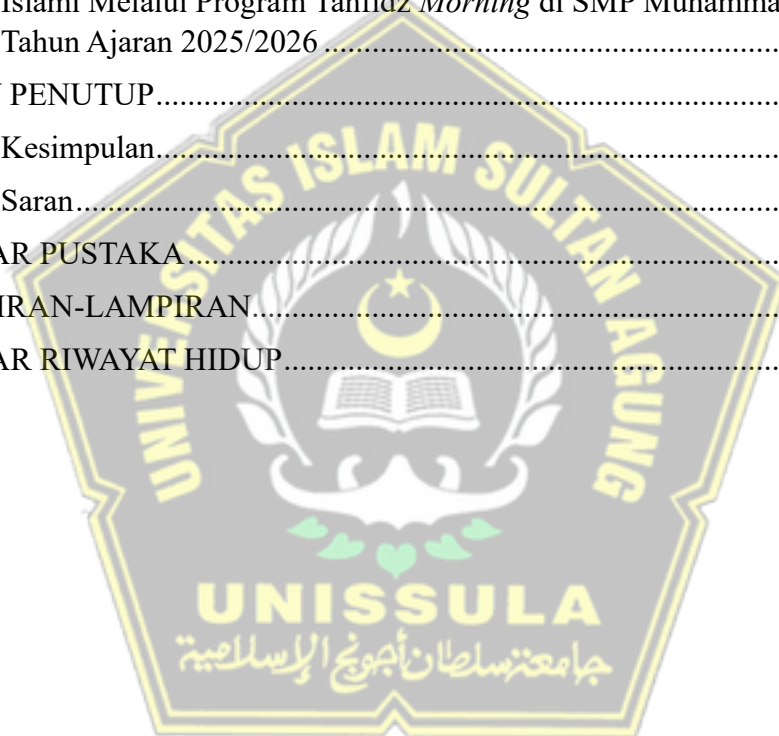 Islami Melalui Program Tahfidz Morning di SMP Muhamma
Tahun Ajaran 2025/2026
PENUTUP
Kesimpulan
Saran
AR PUSTAKA
IRAN-LAMPIRAN
AR RIWAYAT HIDUP
UNIVERSITAS ISLAM SULTAN AGUNG
UNISSULA
جامعة سلطان أجونج الإسلامية